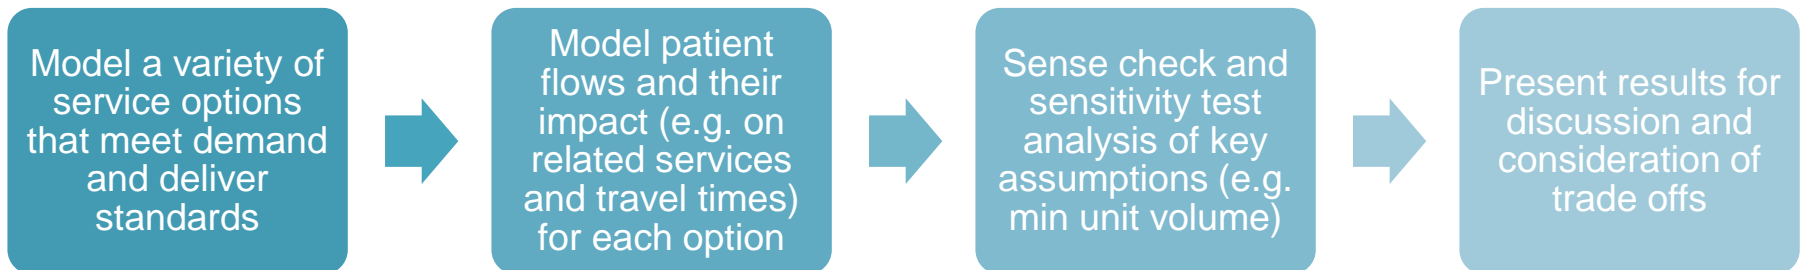 Model a variety of
service options
that meet demand
and deliver
standards
Model patient
flows and their
impact (e.g. on
related services
and travel times)
for each option
Sense check and
sensitivity test
analysis of key
assumptions (e.g.
min unit volume)
Present results for
discussion and
consideration of
trade offs